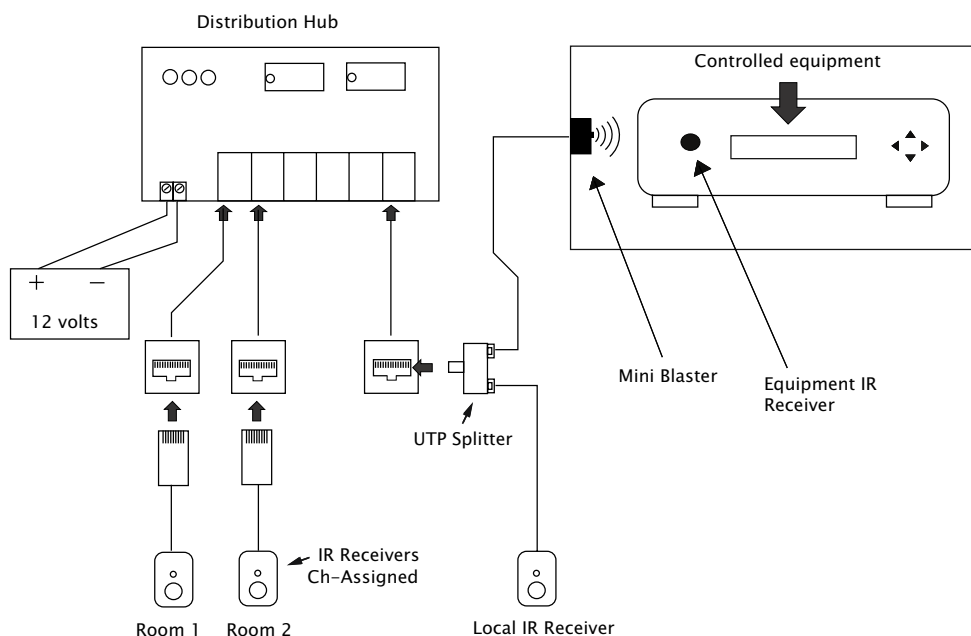 Distribution Hub
Controlled equipment
+ −
12 volts
Mini Blaster
Equipment IR
Receiver
UTP Splitter
IR Receivers
Ch-Assigned
Room 1
Room 2
Local IR Receiver